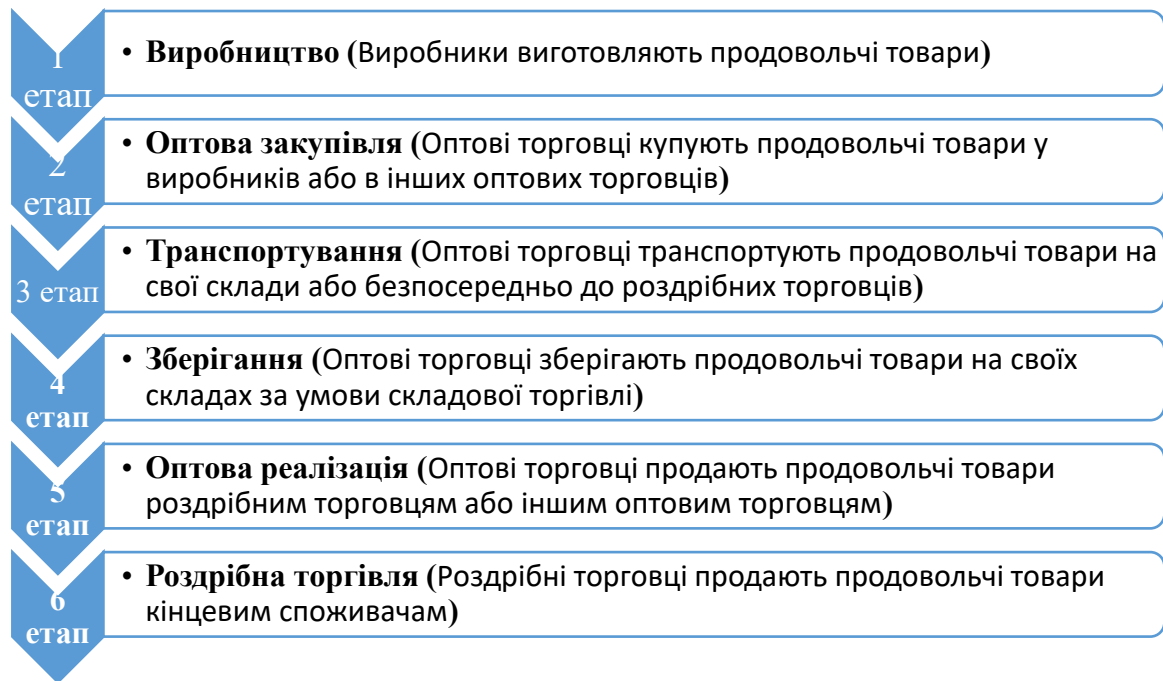 1
етап
• Виробництво (Виробники виготовляють продовольчі товари)
2
етап
• Оптова закупівля (Оптові торговці купують продовольчі товари у
виробників або в інших оптових торговців)
3 етап
• Транспортування (Оптові торговці транспортують продовольчі товари на
свої склади або безпосередньо до роздрібних торговців)
4
етап
• Зберігання (Оптові торговці зберігають продовольчі товари на своїх
складах за умови складової торгівлі)
5
етап
• Оптова реалізація (Оптові торговці продають продовольчі товари
роздрібним торговцям або іншим оптовим торговцям)
6
етап
• Роздрібна торгівля (Роздрібні торговці продають продовольчі товари
кінцевим споживачам)